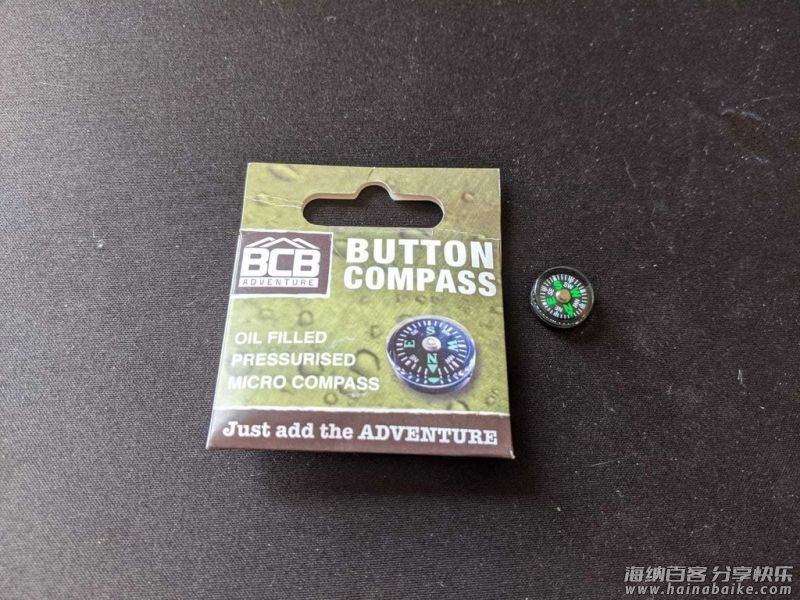 BCB
ADVENTURE
BUTTON
COMPASS
OIL FILLED
PRESSURISED
MICRO COMPASS
E S W
N
Just add the ADVENTURE
海纳百客 分享快乐
www.hainabaike.com